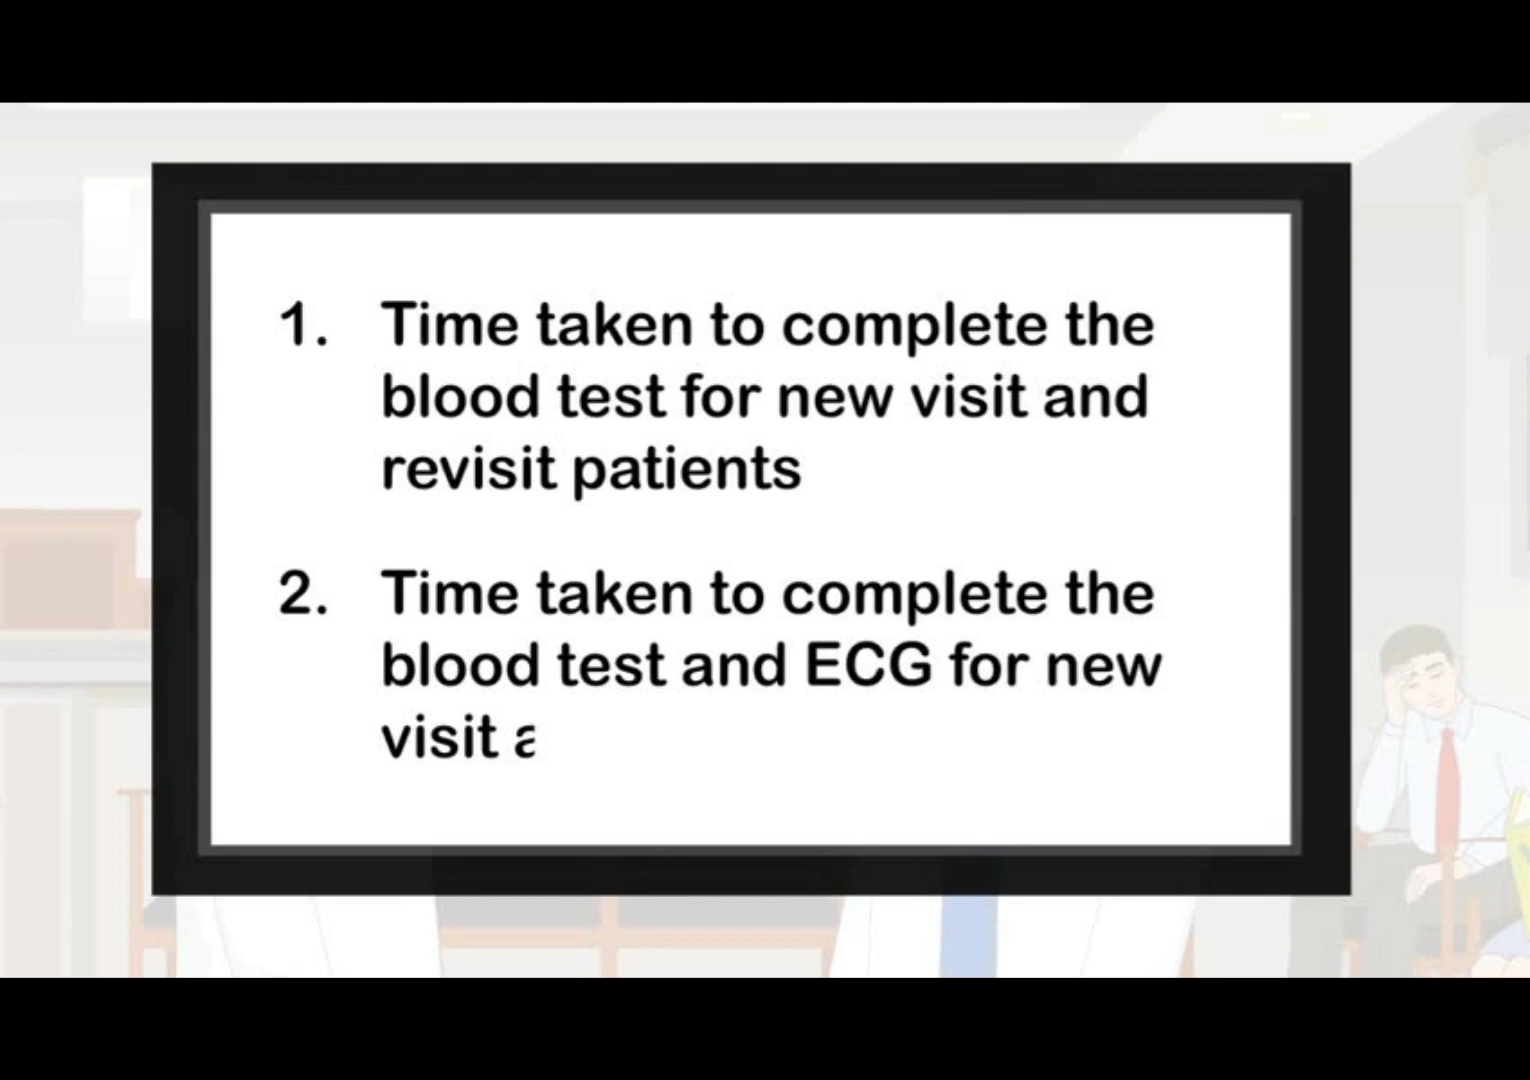 1. Time taken to complete the
blood test for new visit and
revisit patients
2. Time taken to complete the
blood test and ECG for new
visit